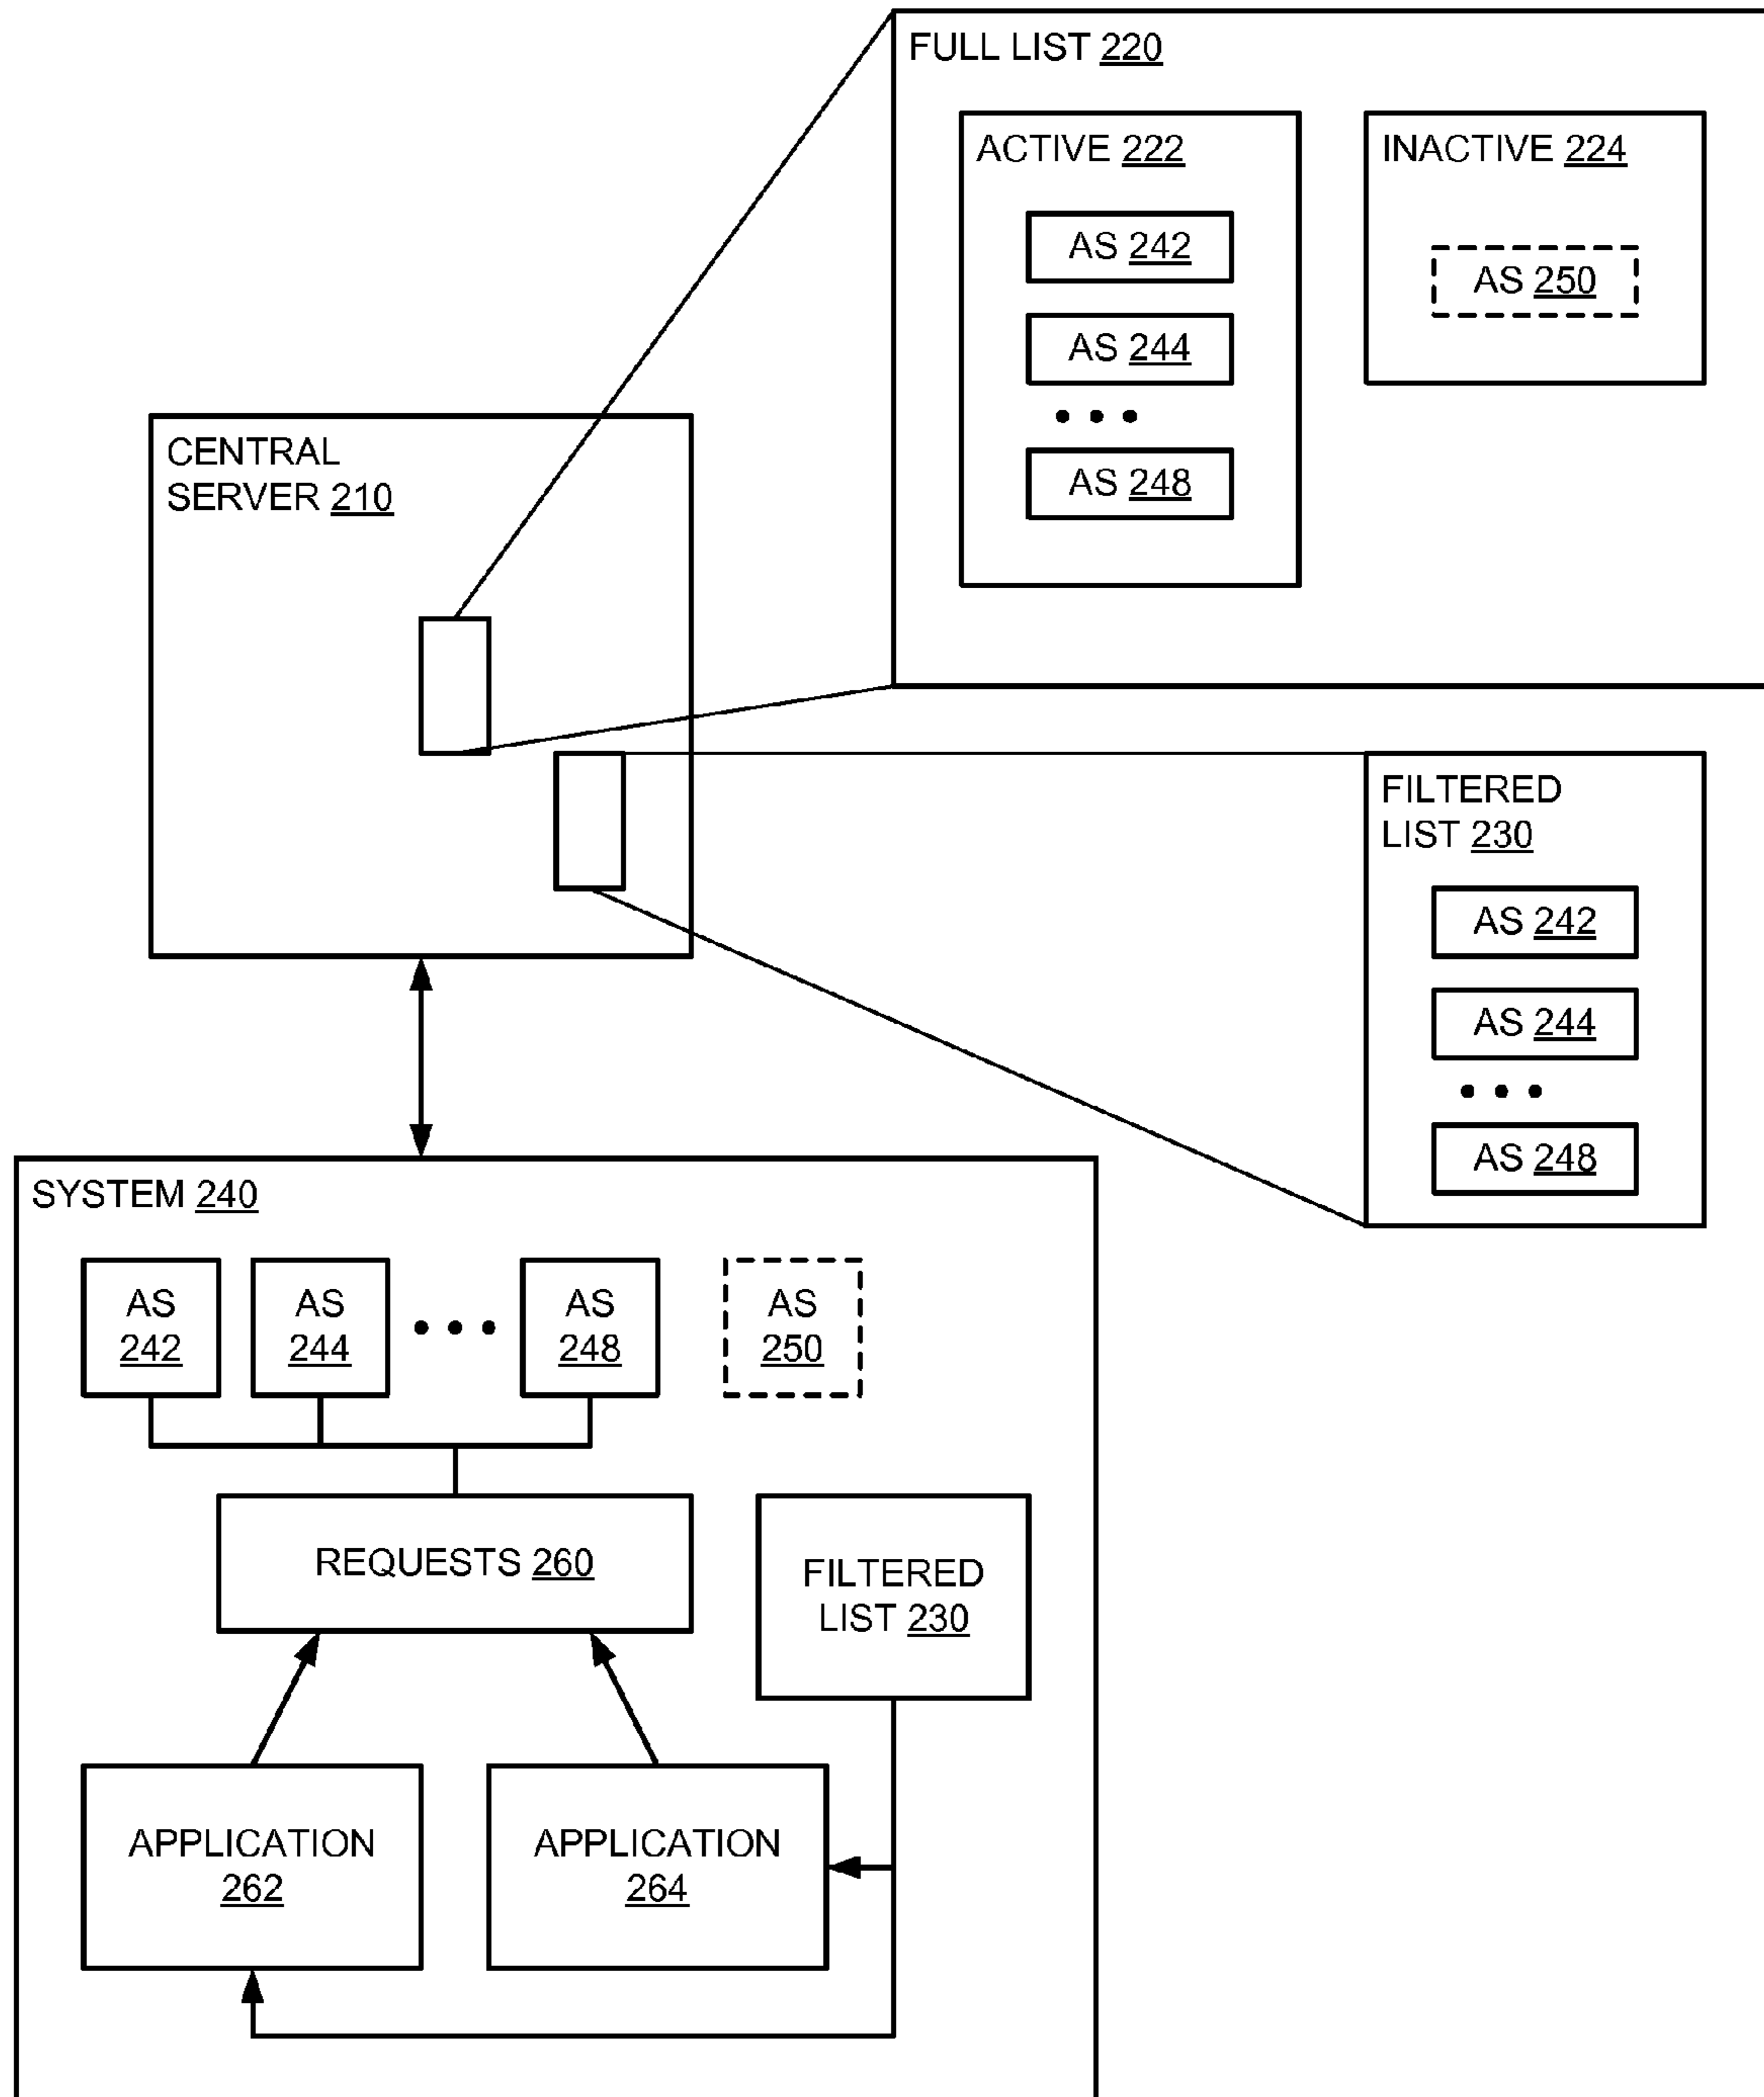 FULL LIST 220
ACTIVE 222
AS 242
AS 244
AS 248
INACTIVE 224
AS 250
CENTRAL
SERVER 210
FILTERED
LIST 230
AS 242
AS 244
AS 248
SYSTEM 240
AS
242
AS
244
AS
248
AS
250
REQUESTS 260
FILTERED
LIST 230
APPLICATION
262
APPLICATION
264